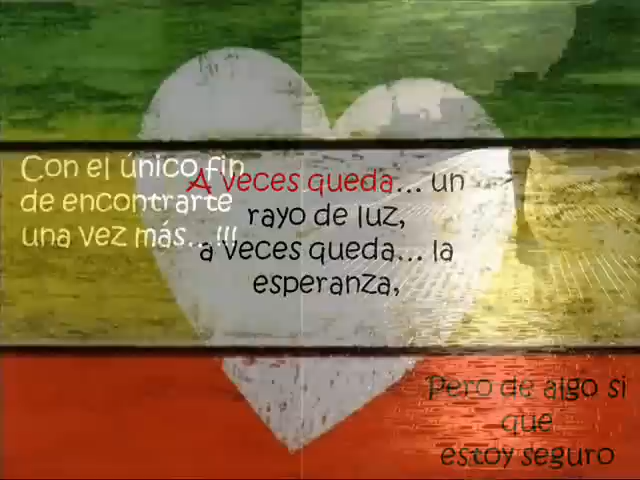 Con el único fin
de encontrarte
una vez más...!!!
A veces queda... un
rayo de luz,
a veces queda... la
esperanza,
Pero de algo si
que
estoy seguro